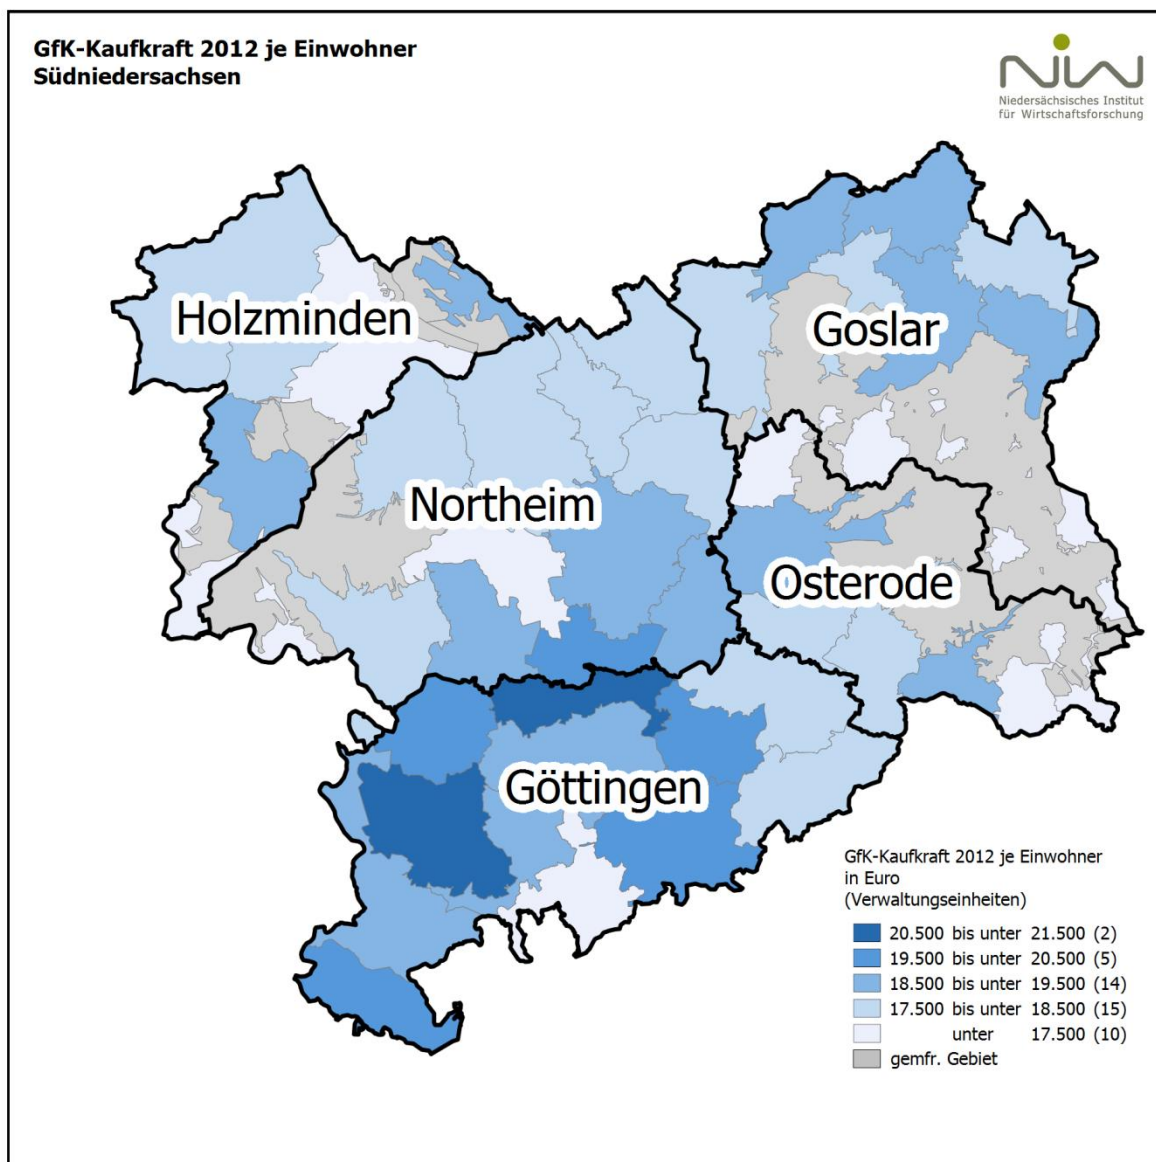 GfK-Kaufkraft 2012 je Einwohner
Südniedersachsen
NIW
Niedersächsisches Institut
für Wirtschaftsforschung
Holzminden
Goslar
Northeim
Osterode
Göttingen
GfK-Kaufkraft 2012 je Einwohner
in Euro
(Verwaltungseinheiten)
20.500 bis unter 21.500 (2)
19.500 bis unter 20.500 (5)
18.500 bis unter 19.500 (14)
17.500 bis unter 18.500 (15)
unter 17.500 (10)
gemfr. Gebiet